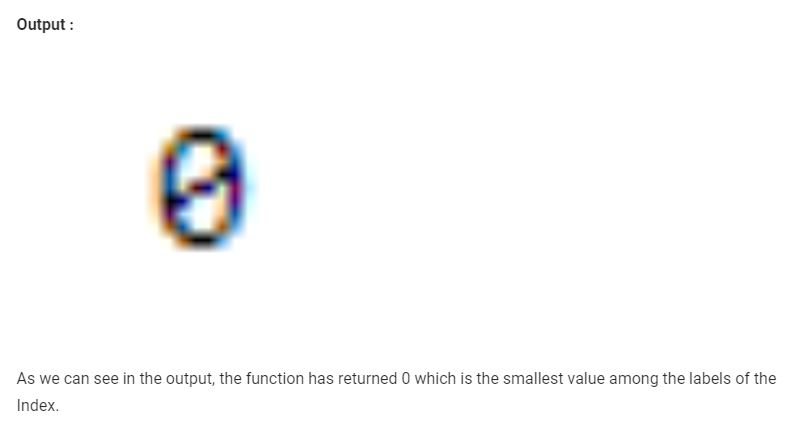 Output :
0
As we can see in the output, the function has returned 0 which is the smallest value among the labels of the
Index.